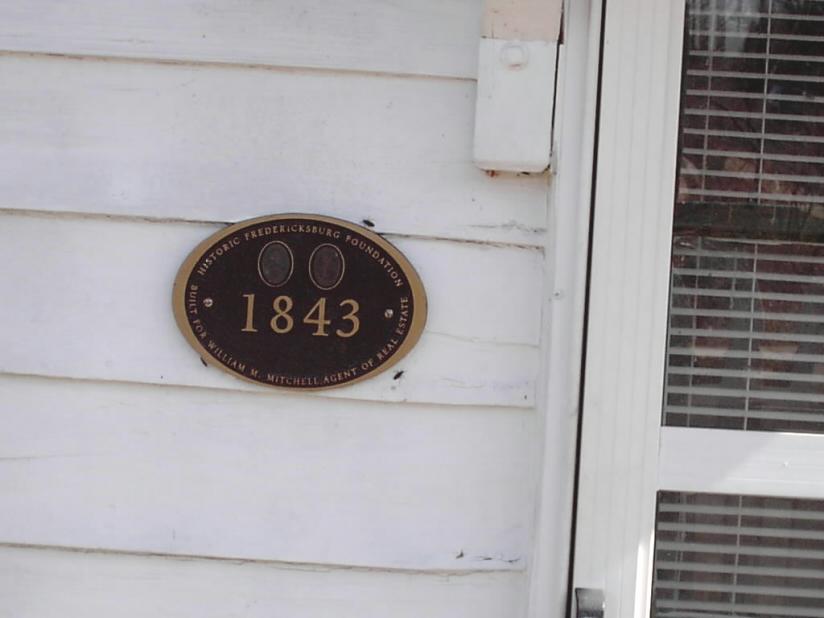 HISTORIC FREDERICKSBURG FOUNDATION
1843
BUILT FOR WILLIAM M. MITCHELL, AGENT OF REAL ESTATE